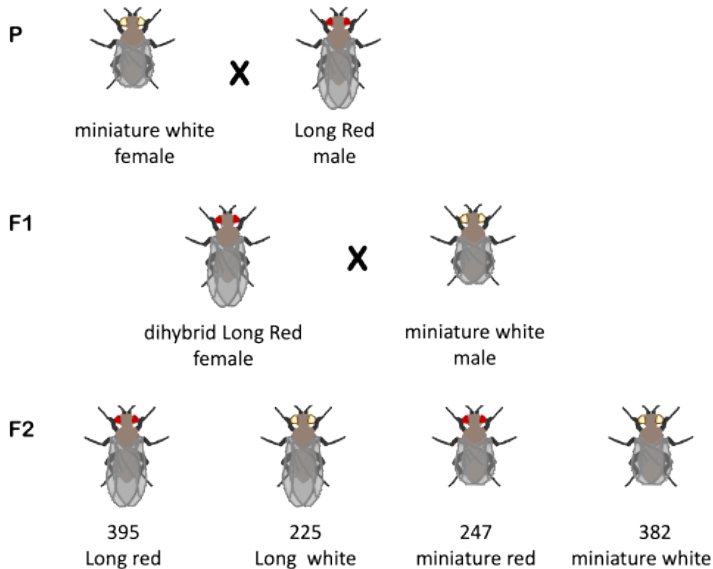 P
X
miniature white
female
Long Red
male
F1
X
dihybrid Long Red
female
miniature white
male
F2
395
Long red
225
Long white
247
miniature red
382
miniature white